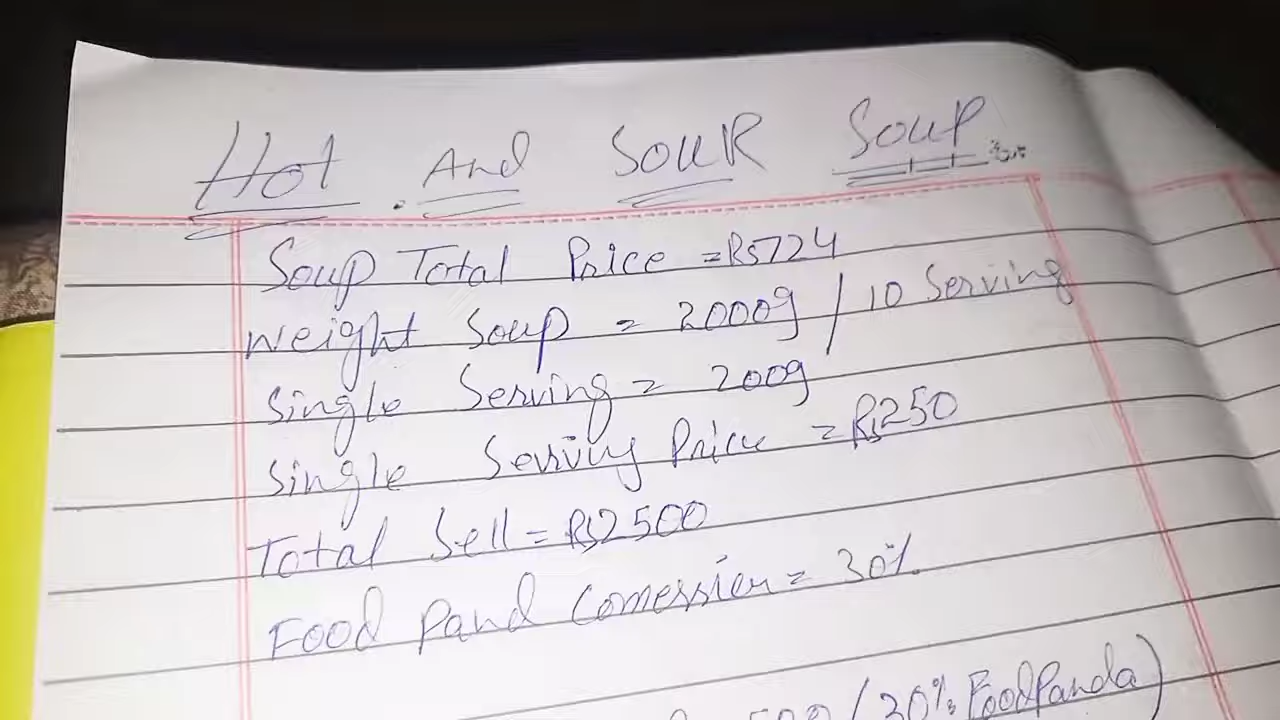 Hot And SOUR Soup
Soup Total Price = Rs724
Weight Soup = 2000g / 10 Serving
Single Serving = 200g
Single Serving Price = Rs250
Total Sell = Rs2500
Food Pand Comession = 30%
500 (30% FoodPanda)